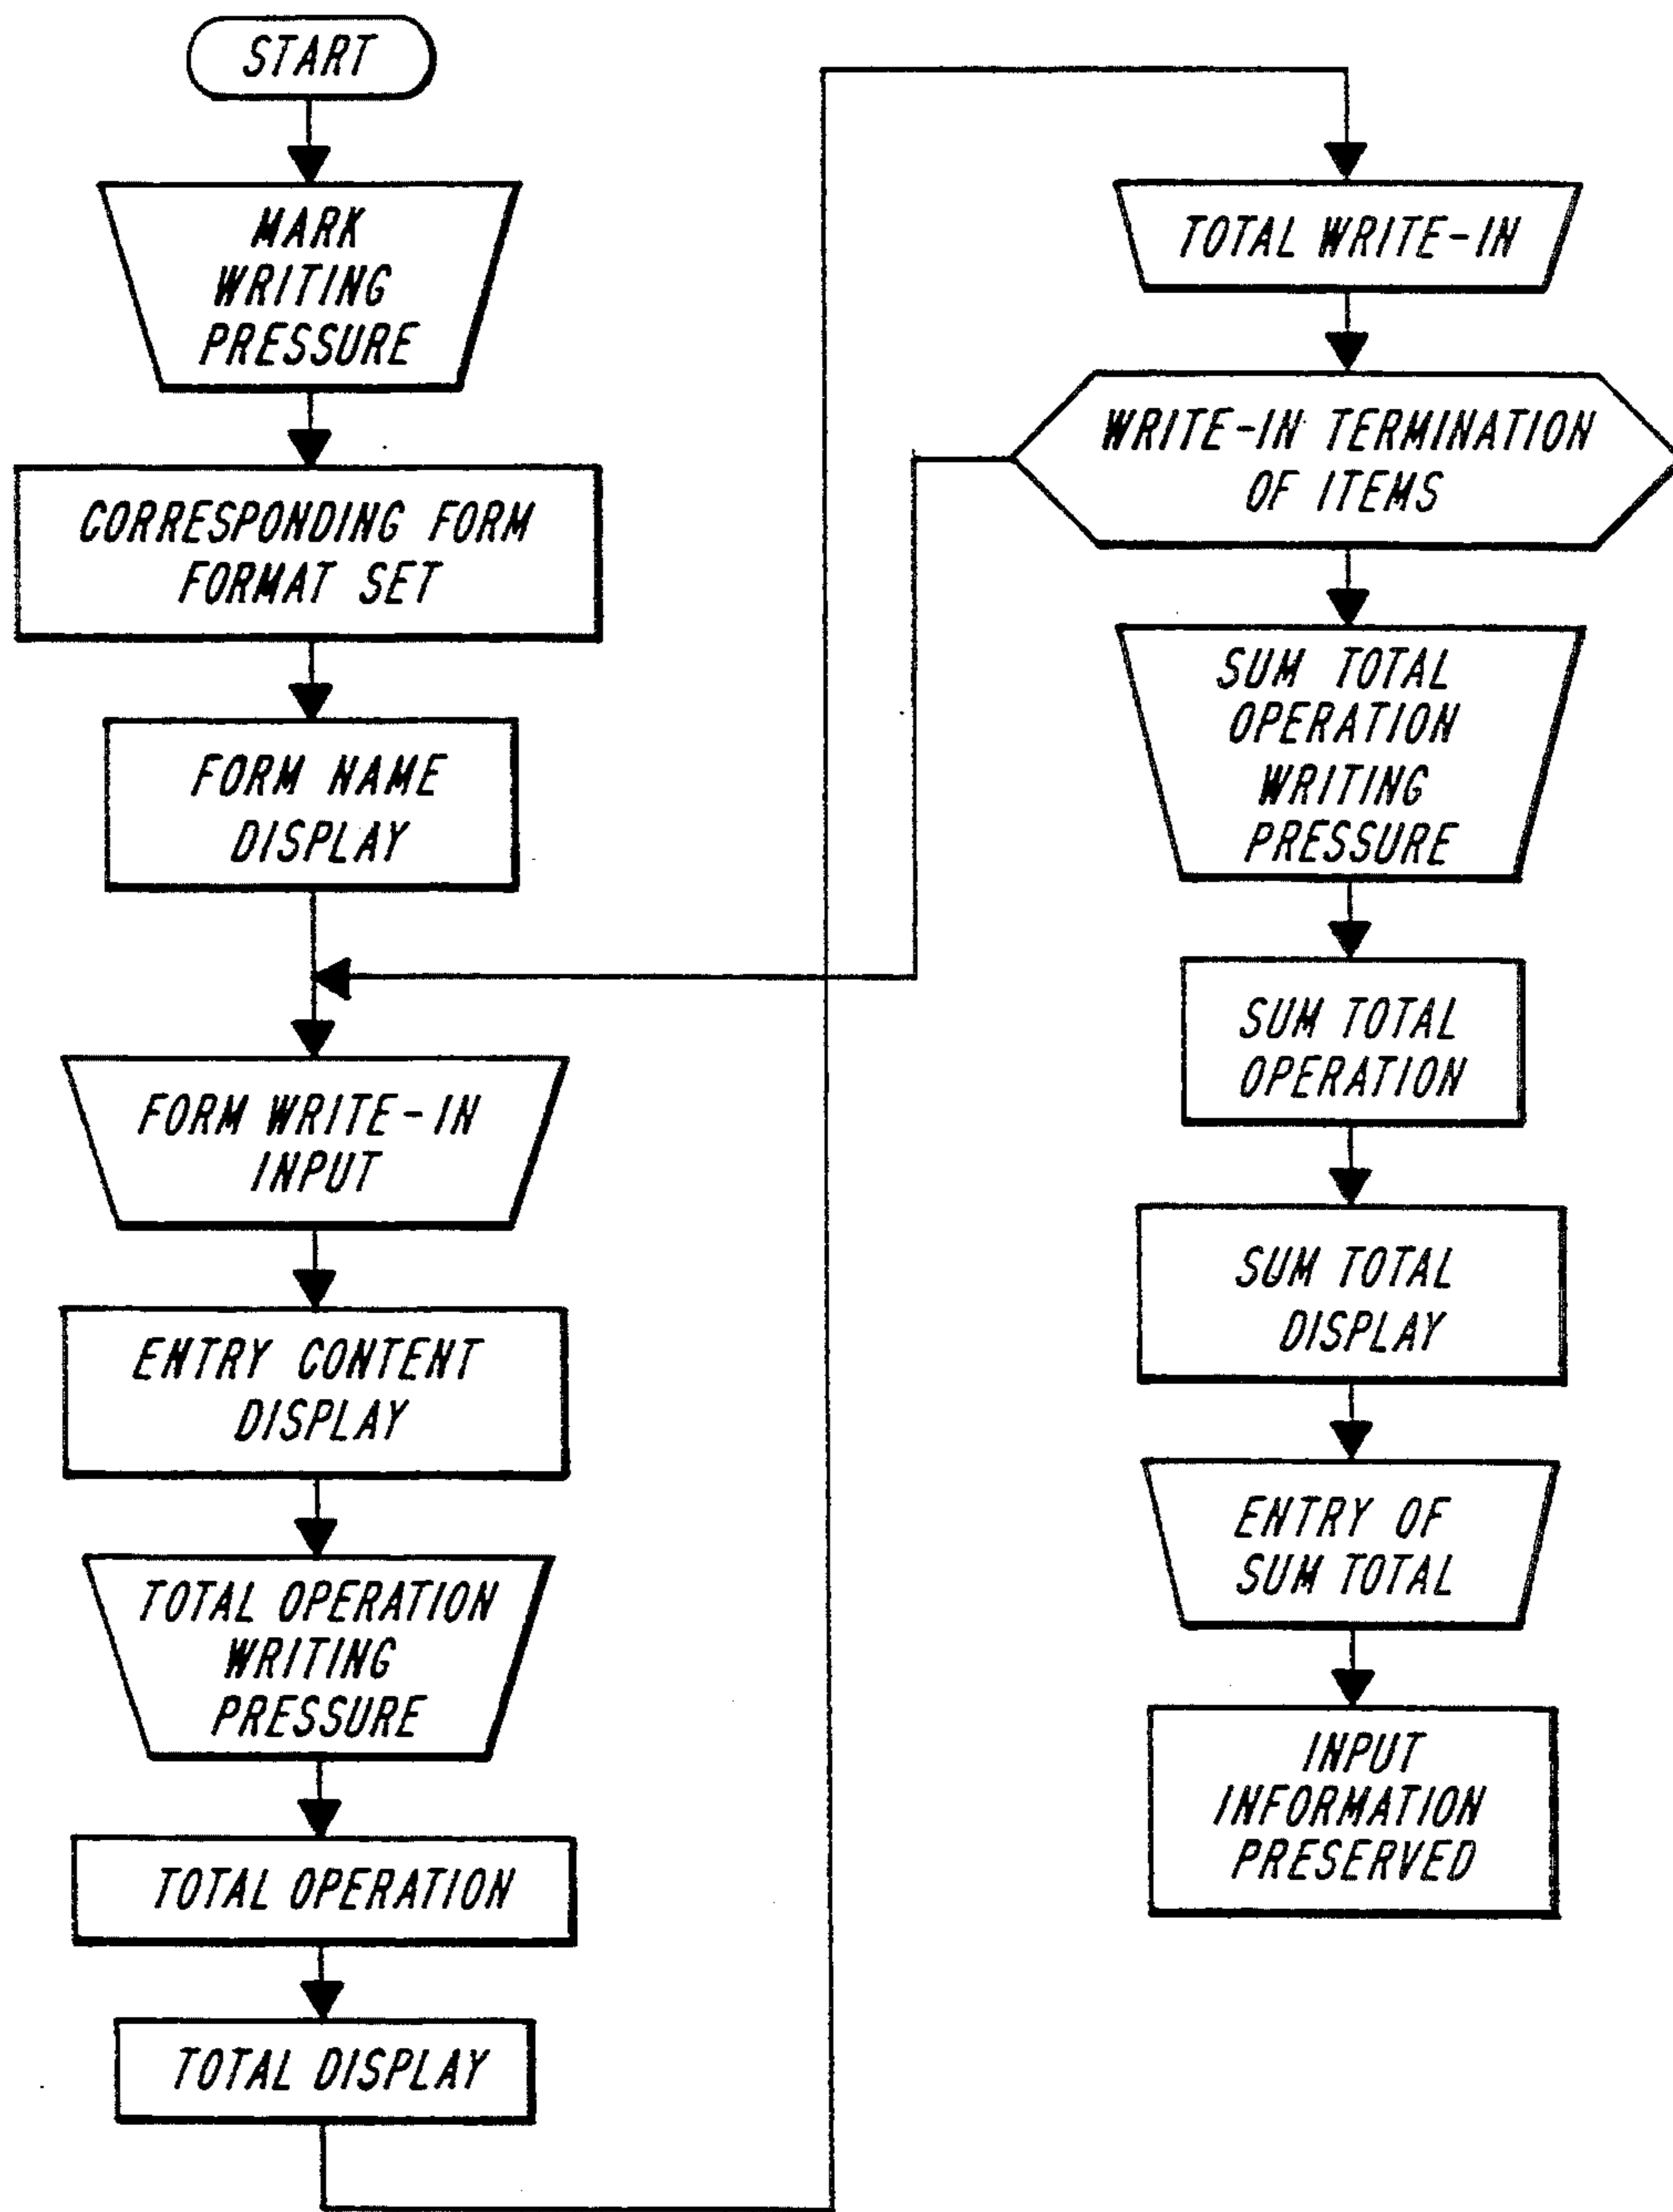 START
MARK
WRITING
PRESSURE
CORRESPONDING FORM
FORMAT SET
FORM NAME
DISPLAY
FORM WRITE-IN
INPUT
ENTRY CONTENT
DISPLAY
TOTAL OPERATION
WRITING
PRESSURE
TOTAL OPERATION
TOTAL DISPLAY
TOTAL WRITE-IN
WRITE-IN TERMINATION
OF ITEMS
SUM TOTAL
OPERATION
WRITING
PRESSURE
SUM TOTAL
OPERATION
SUM TOTAL
DISPLAY
ENTRY OF
SUM TOTAL
INPUT
INFORMATION
PRESERVED